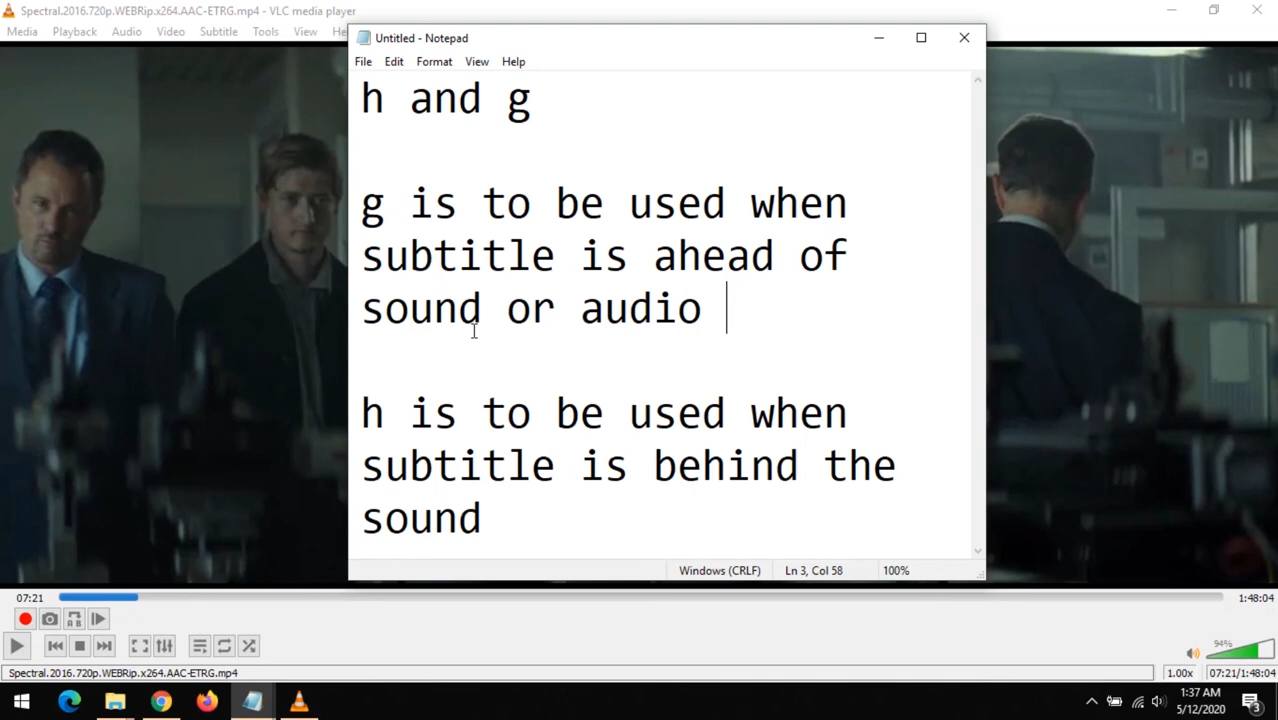 Spectral.2016.720p.WEBRip.x264.AAC-ETRG.mp4 - VLC media player
Media Playback Audio Video Subtitle Tools View He
Untitled - Notepad
File Edit Format View Help
h and g
g is to be used when
subtitle is ahead of
sound or audio
h is to be used when
subtitle is behind the
sound
Windows (CRLF) Ln 3, Col 58 100%
07:21 1:48:04
A B
94%
Spectral.2016.720p.WEBRip.x264.AAC-ETRG.mp4 1.00x 07:21/1:48:04
1:37 AM
5/12/2020
3